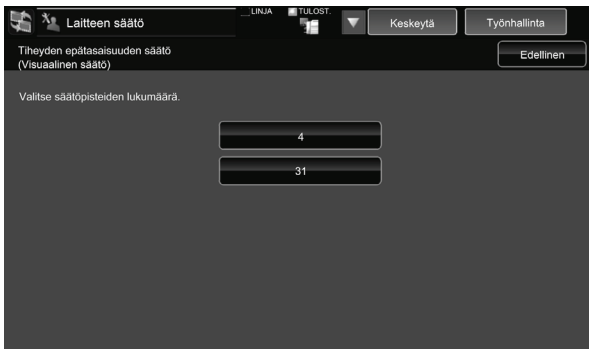 Laitteen säätö
LINJA
TULOST.
Keskeytä
Työnhallinta
Tiheyden epätasaisuuden säätö
(Visuaalinen säätö)
Edellinen
Valitse säätöpisteiden lukumäärä.
4
31